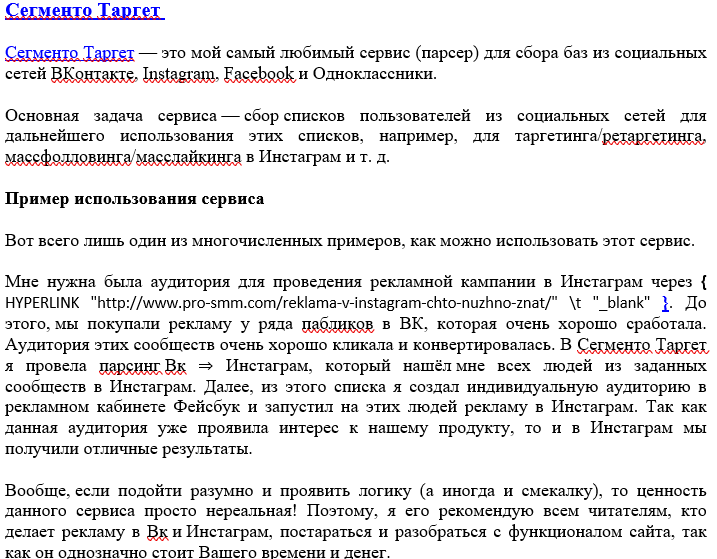 Сегменто Таргет
Сегменто Таргет — это мой самый любимый сервис (парсер) для сбора баз из социальных
сетей ВКонтакте, Instagram, Facebook и Одноклассники.
Основная задача сервиса — сбор списков пользователей из социальных сетей для
дальнейшего использования этих списков, например, для таргетинга/ретаргетинга,
массфолловинга/масслайкинга в Инстаграм и т. д.
Пример использования сервиса
Вот всего лишь один из многочисленных примеров, как можно использовать этот сервис.
Мне нужна была аудитория для проведения рекламной кампании в Инстаграм через {
HYPERLINK "http://www.pro-smm.com/reklama-v-instagram-chto-nuzhno-znat/" \t "_blank" }. До
этого, мы покупали рекламу у ряда пабликов в ВК, которая очень хорошо сработала.
Аудитория этих сообществ очень хорошо кликала и конвертировалась. В Сегменто Таргет
я провела парсинг Вк ⇒ Инстаграм, который нашёл мне всех людей из заданных
сообществ в Инстаграм. Далее, из этого списка я создал индивидуальную аудиторию в
рекламном кабинете Фейсбук и запустил на этих людей рекламу в Инстаграм. Так как
данная аудитория уже проявила интерес к нашему продукту, то и в Инстаграм мы
получили отличные результаты.
Вообще, если подойти разумно и проявить логику (а иногда и смекалку), то ценность
данного сервиса просто нереальная! Поэтому, я его рекомендую всем читателям, кто
делает рекламу в Вк и Инстаграм, постараться и разобраться с функционалом сайта, так
как он однозначно стоит Вашего времени и денег.